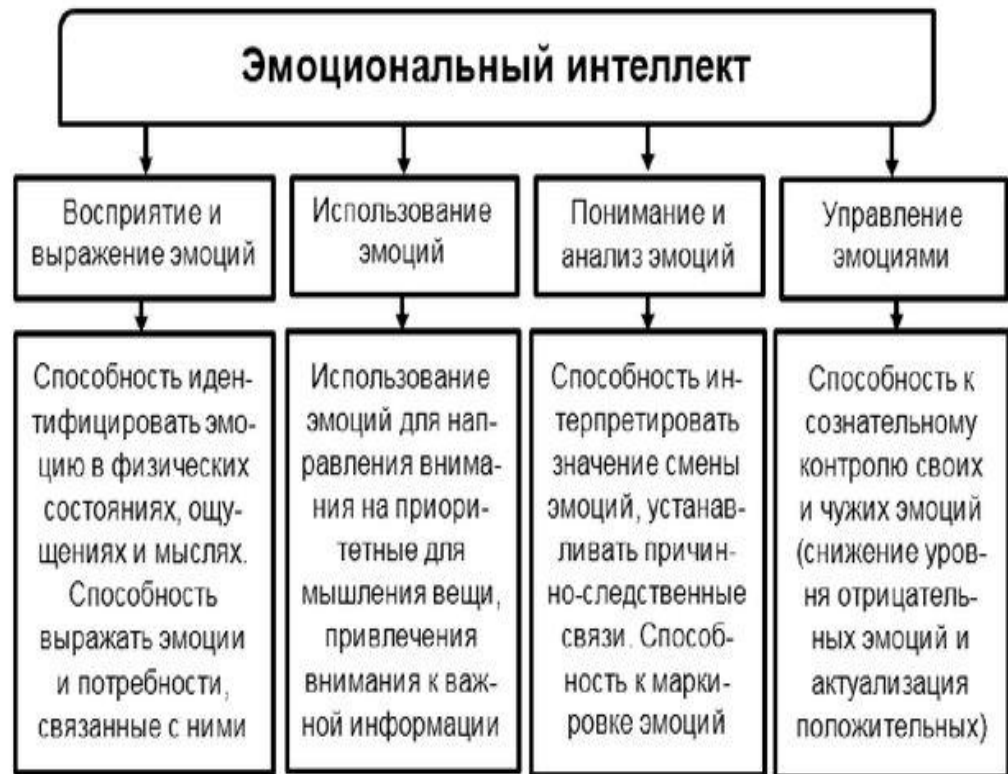 Эмоциональный интеллект
Восприятие и
выражение эмоций
Использование
эмоций
Понимание и
анализ эмоций
Управление
эмоциями
Способность иден-
тифицировать эмо-
цию в физических
состояниях, ощу-
щениях и мыслях.
Способность
выражать эмоции
и потребности,
связанные с ними
Использование
эмоций для нап-
равления внима-
ния на приори-
тетные для
мышления вещи,
привлечения
внимания к важ-
ной информации
Способность ин-
терпретировать
значение смены
эмоций, устанав-
ливать причин-
но-следственные
связи. Способ-
ность к марки-
ровке эмоций
Способность к
сознательному
контролю своих
и чужих эмоций
(снижение уров-
ня отрицатель-
ных эмоций и
актуализация
положительных)